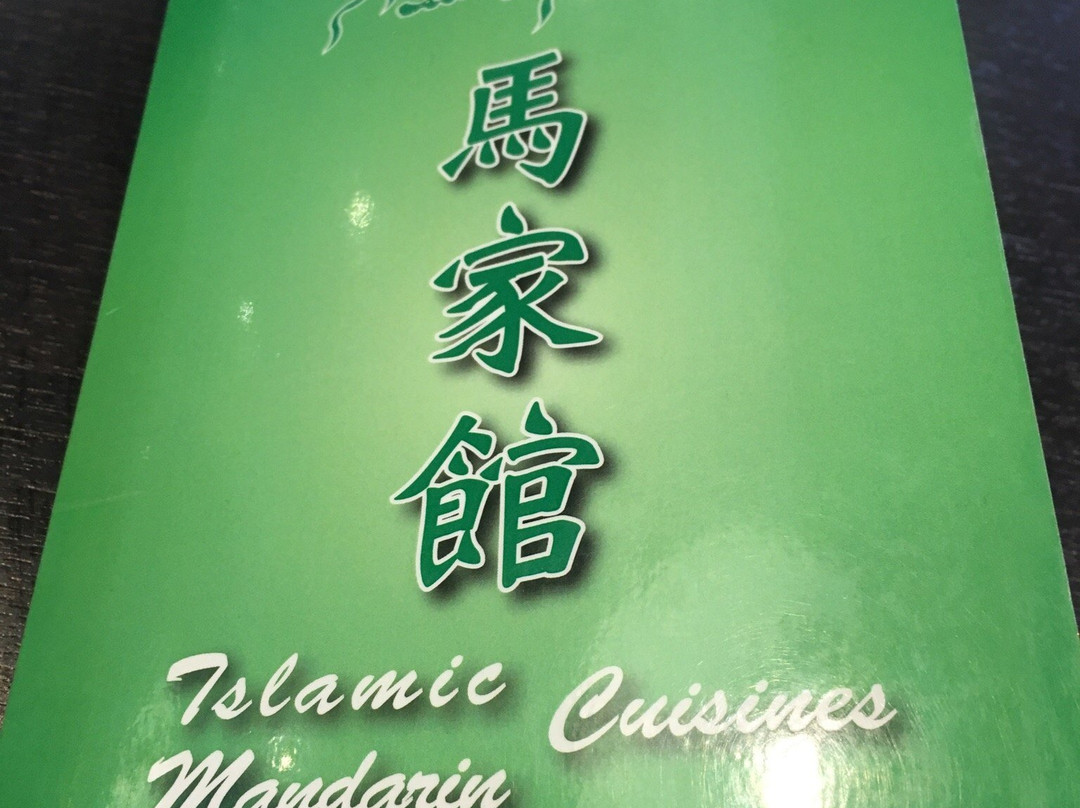 馬家館
Islamic Cuisines
Mandarin